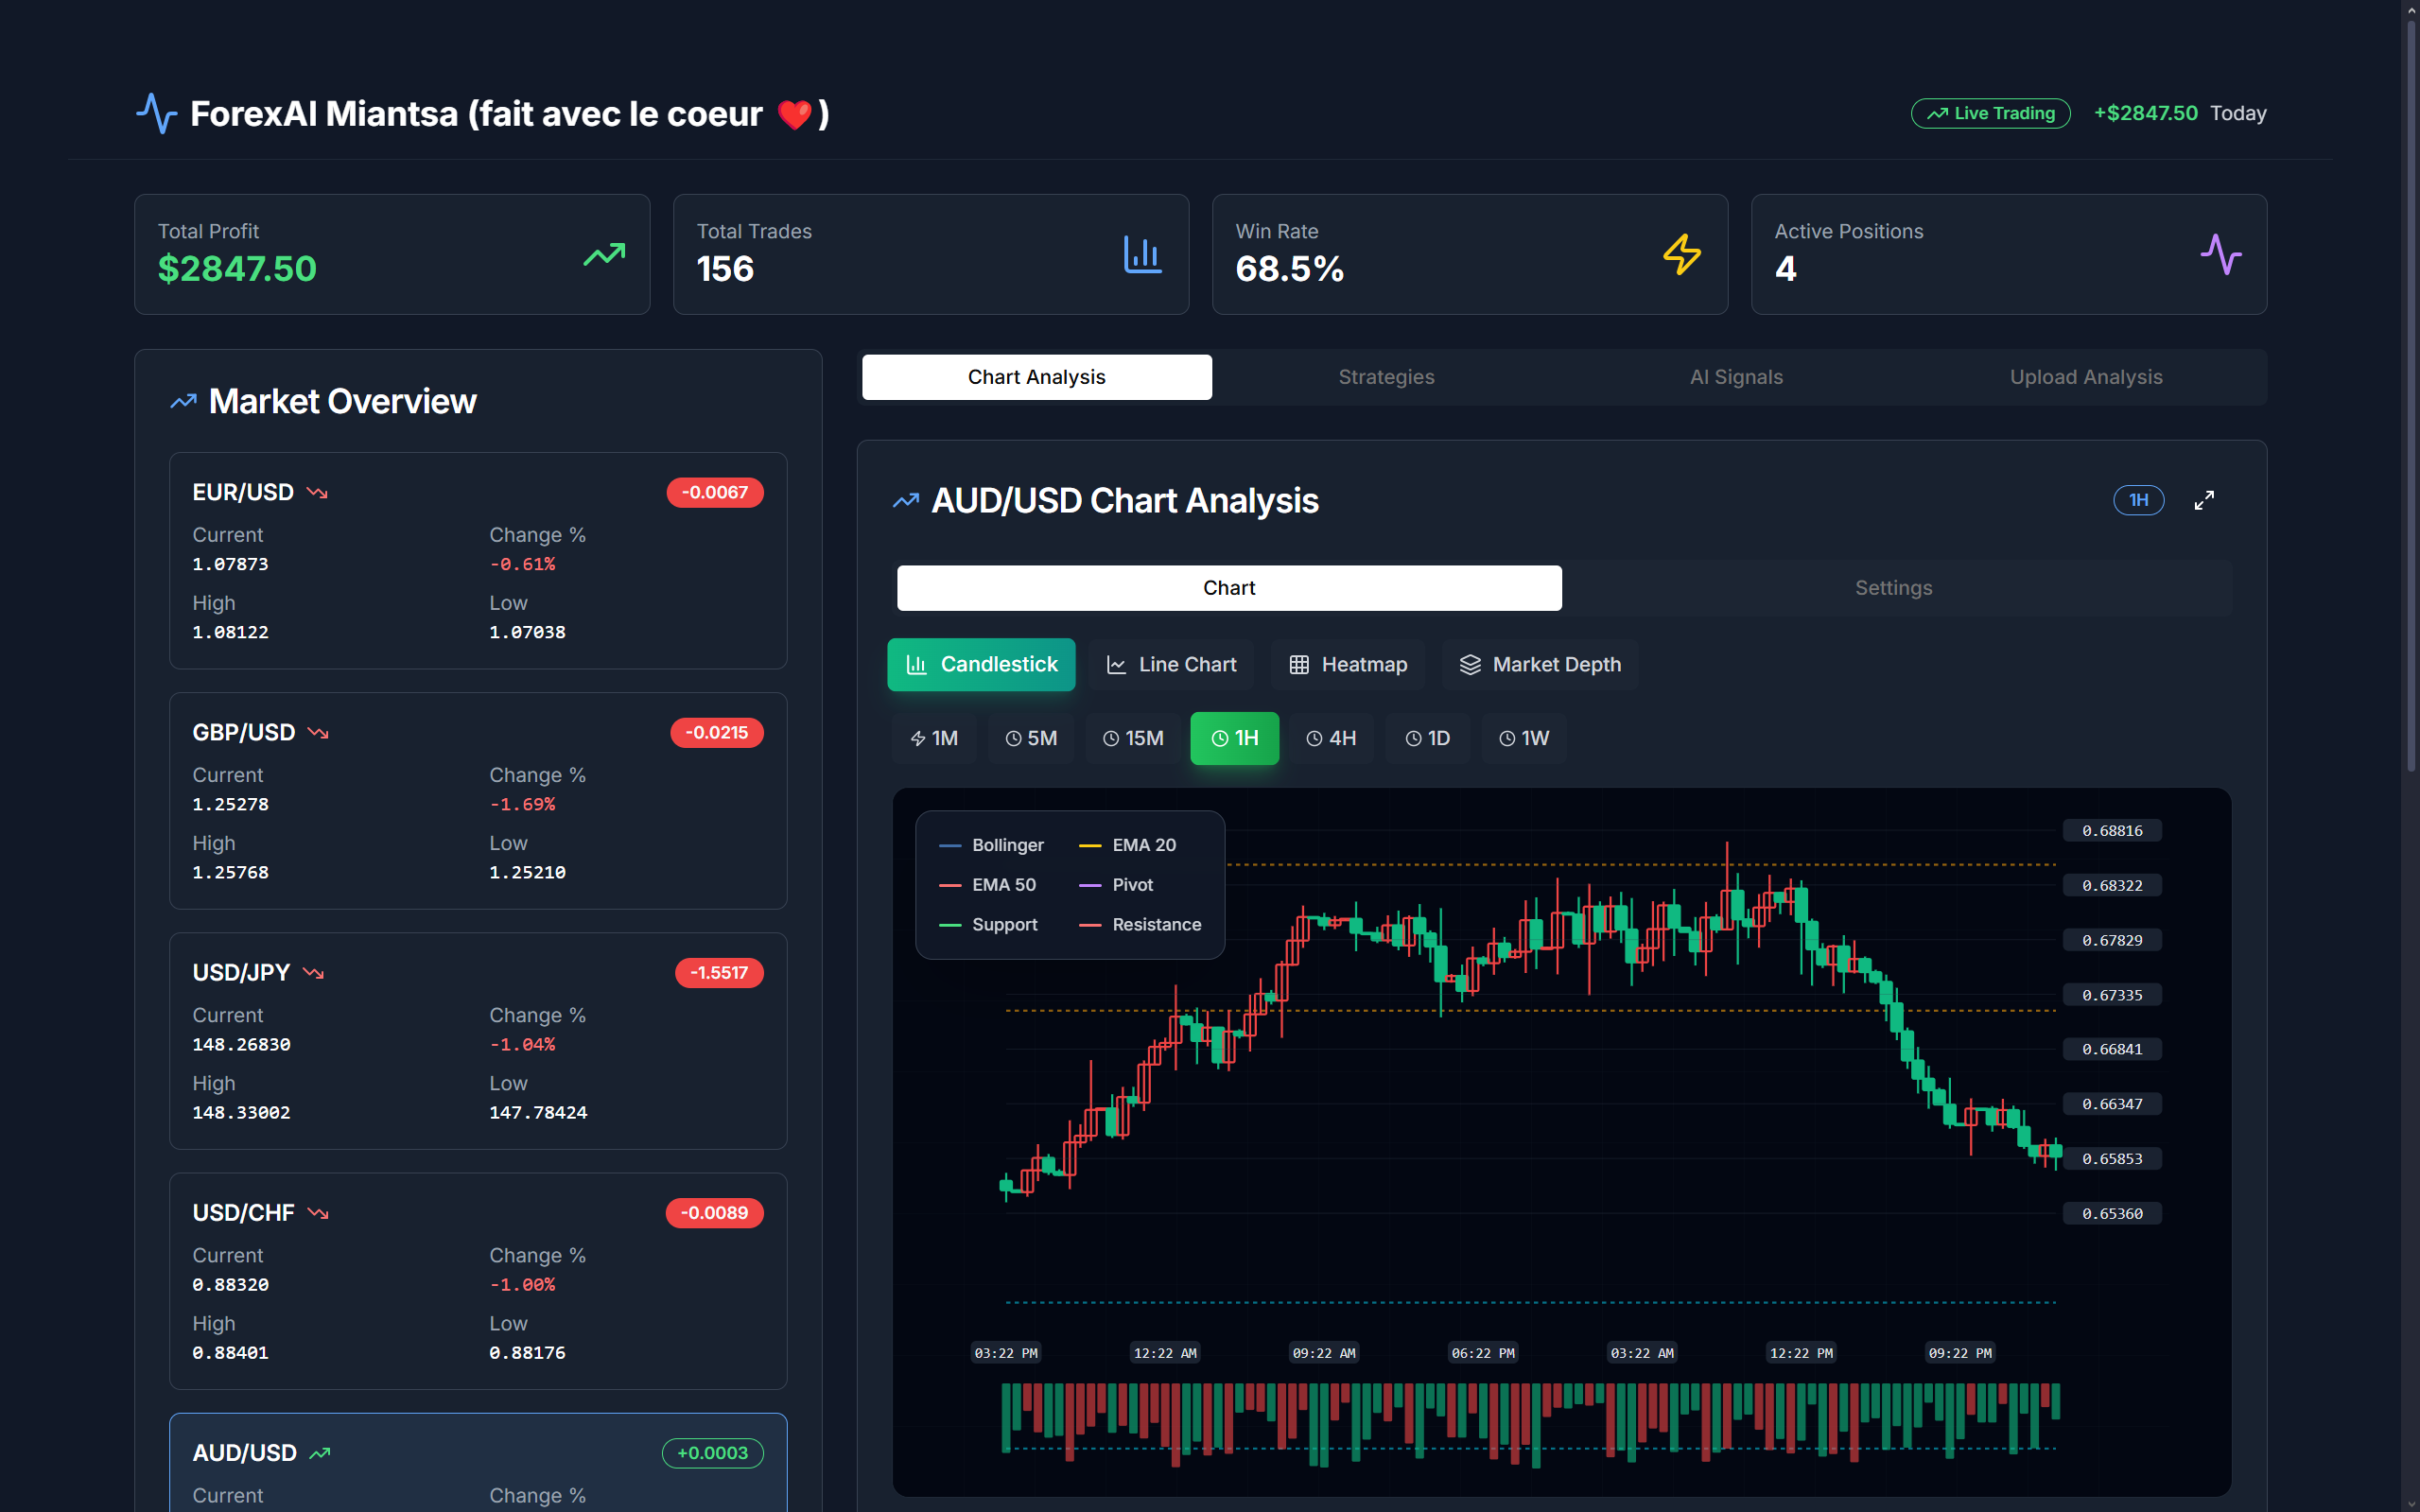 ForexAI Miantsa (fait avec le coeur ❤️)
Live Trading
+$2847.50 Today
Total Profit
$2847.50
Total Trades
156
Win Rate
68.5%
Active Positions
4
Market Overview
EUR/USD
-0.0067
Current Change %
1.07873 -0.61%
High Low
1.08122 1.07038
GBP/USD
-0.0215
Current Change %
1.25278 -1.69%
High Low
1.25768 1.25210
USD/JPY
-1.5517
Current Change %
148.26830 -1.04%
High Low
148.33002 147.78424
USD/CHF
-0.0089
Current Change %
0.88320 -1.00%
High Low
0.88401 0.88176
AUD/USD
+0.0003
Current Change %
Chart Analysis Strategies AI Signals Upload Analysis
AUD/USD Chart Analysis
1H
Chart Settings
Candlestick Line Chart Heatmap Market Depth
1M 5M 15M 1H 4H 1D 1W
Bollinger EMA 20
EMA 50 Pivot
Support Resistance
0.68816
0.68322
0.67829
0.67335
0.66841
0.66347
0.65853
0.65360
03:22 PM 12:22 AM 09:22 AM 06:22 PM 03:22 AM 12:22 PM 09:22 PM